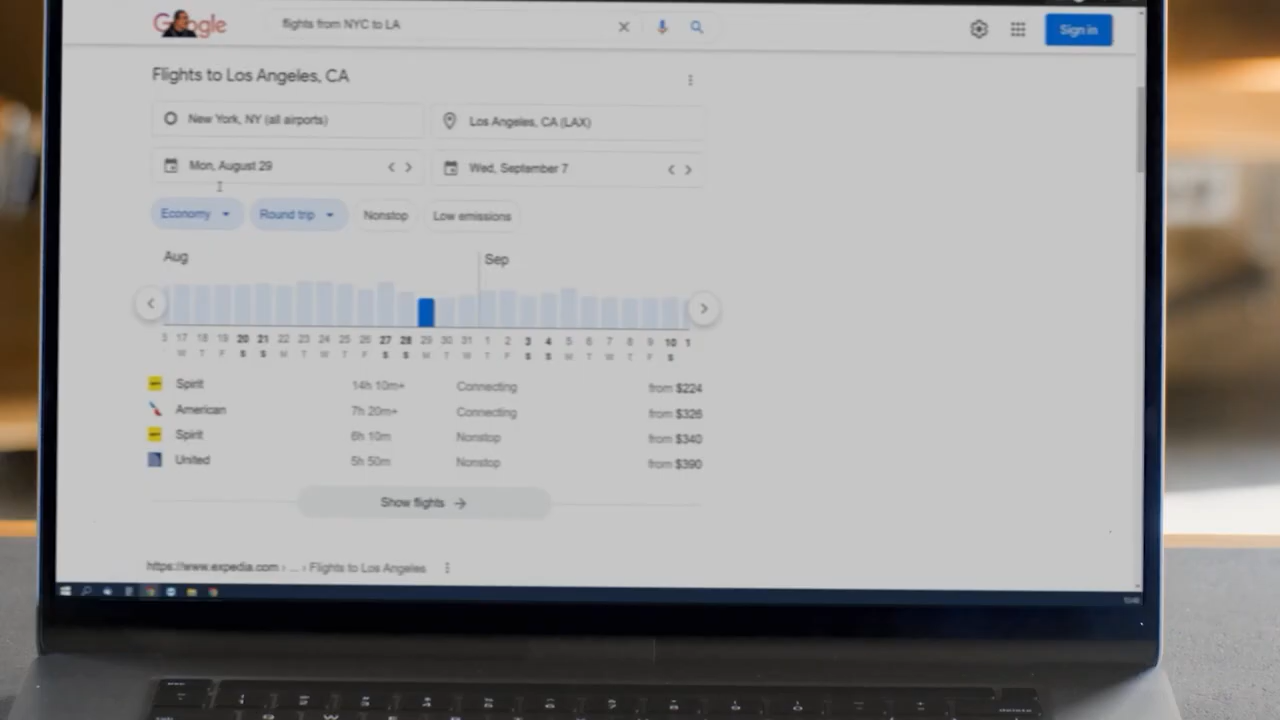 Google
flights from NYC to LA
Sign in
Flights to Los Angeles, CA
New York, NY (all airports)
Los Angeles, CA (LAX)
Mon, August 29
Wed, September 7
Economy
Round trip
Nonstop
Low emissions
Aug
Sep
17 18 19 20 21 22 23 24 25 26 27 28 29 30 31 1 2 3 4 5 6 7 8 9 10 1
W T F S S M T W T F S S M T W T F S S M T W T F S
Spirit 14h 10m+ Connecting from $224
American 7h 20m+ Connecting from $326
Spirit 6h 10m Nonstop from $340
United 5h 50m Nonstop from $390
Show flights →
https://www.expedia.com › ... › Flights to Los Angeles
delete